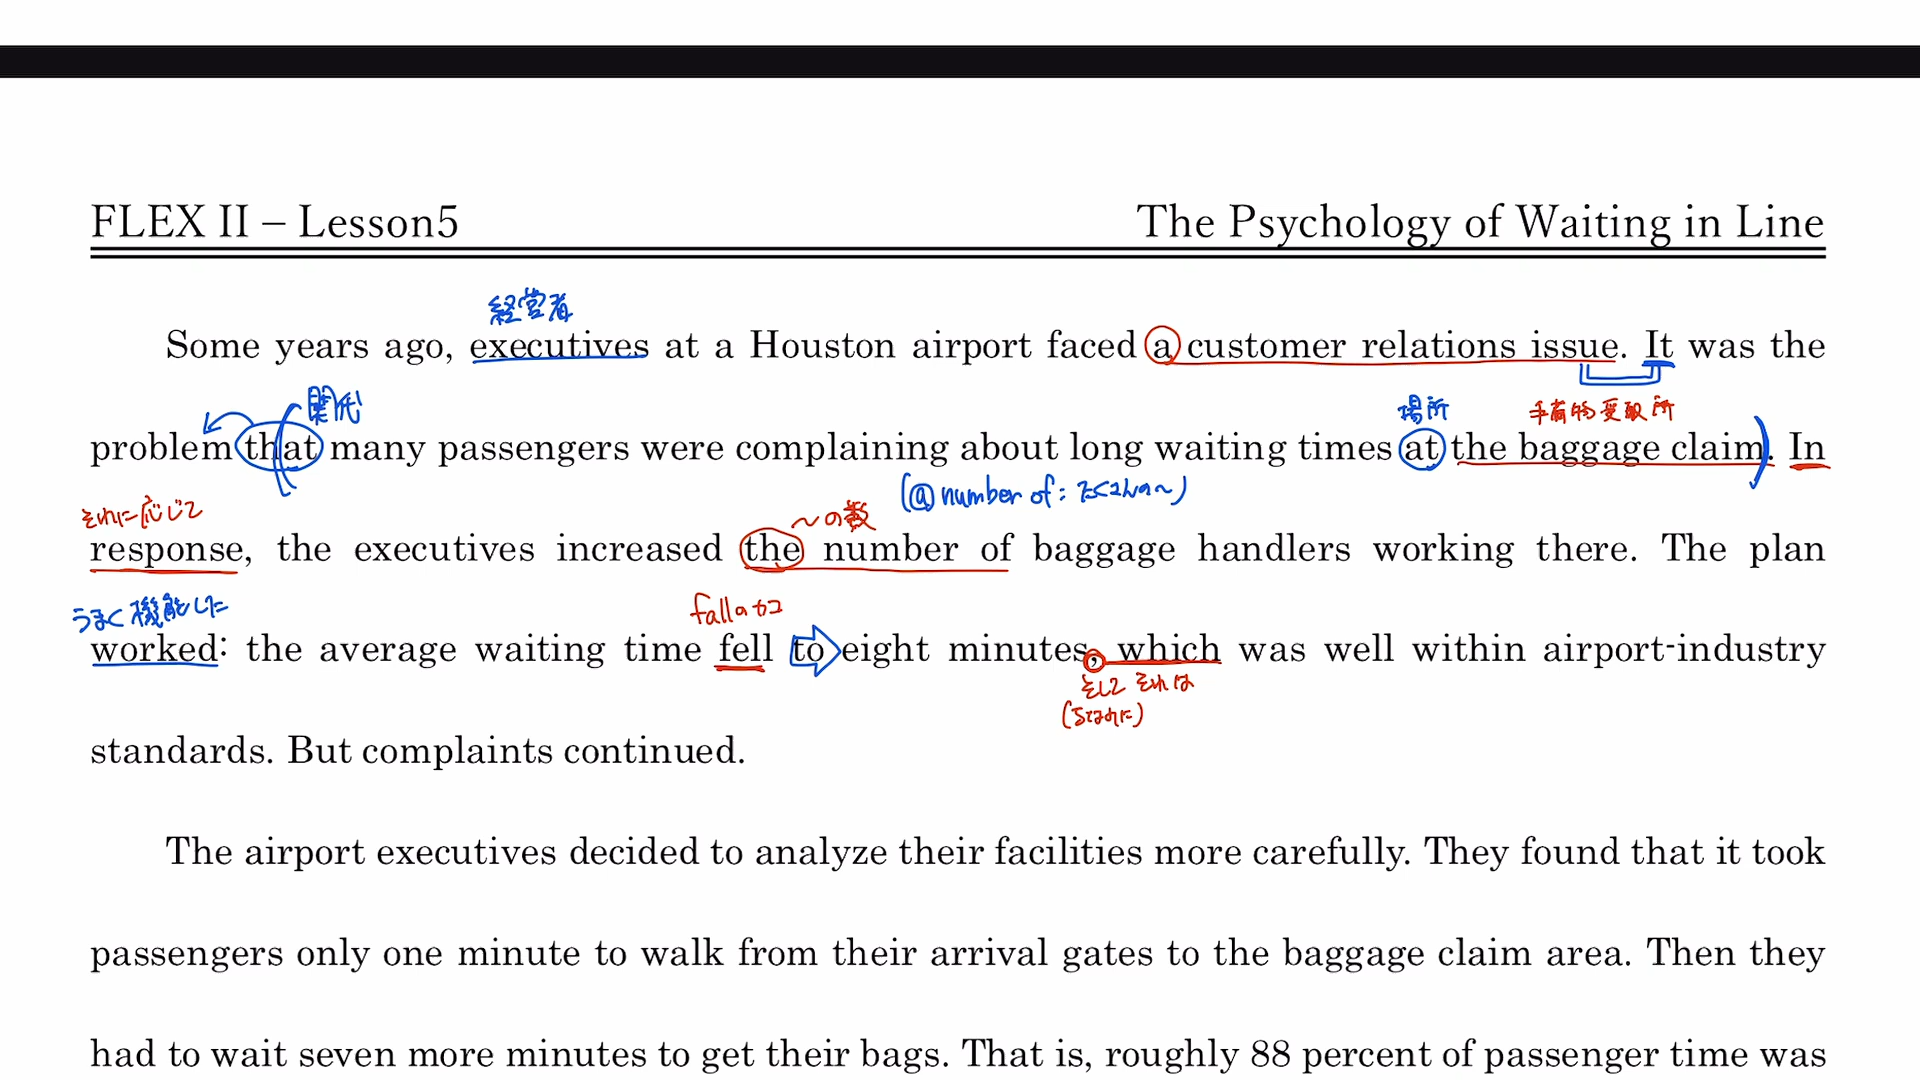 FLEX II – Lesson5 The Psychology of Waiting in Line
経営者
Some years ago, executives at a Houston airport faced a customer relations issue. It was the
関代 場所 手荷物受取所
problem that many passengers were complaining about long waiting times at the baggage claim. In
(a number of: たくさんの〜)
それに応じて 〜の数
response, the executives increased the number of baggage handlers working there. The plan
うまく機能した fallのカコ
worked: the average waiting time fell to eight minutes, which was well within airport-industry
そして それは
(ちなみに)
standards. But complaints continued.
The airport executives decided to analyze their facilities more carefully. They found that it took
passengers only one minute to walk from their arrival gates to the baggage claim area. Then they
had to wait seven more minutes to get their bags. That is, roughly 88 percent of passenger time was